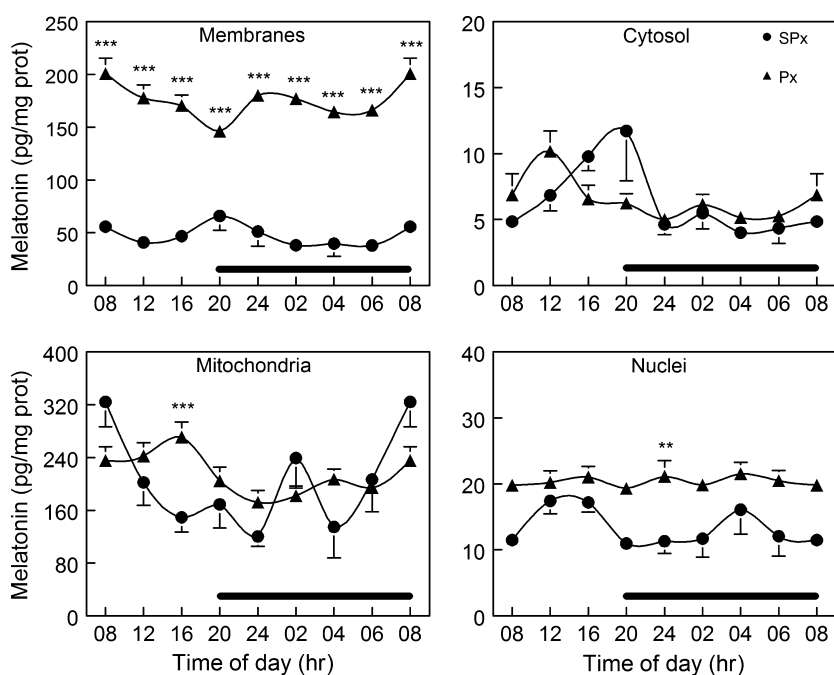 Membranes
Melatonin (pg/mg prot)
250
200
150
100
50
0
*** *** *** *** *** *** *** *** ***
08 12 16 20 24 02 04 06 08
Cytosol
SPx
Px
20
15
10
5
0
08 12 16 20 24 02 04 06 08
Mitochondria
Melatonin (pg/mg prot)
400
320
240
160
80
0
***
08 12 16 20 24 02 04 06 08
Time of day (hr)
Nuclei
40
30
20
10
0
**
08 12 16 20 24 02 04 06 08
Time of day (hr)